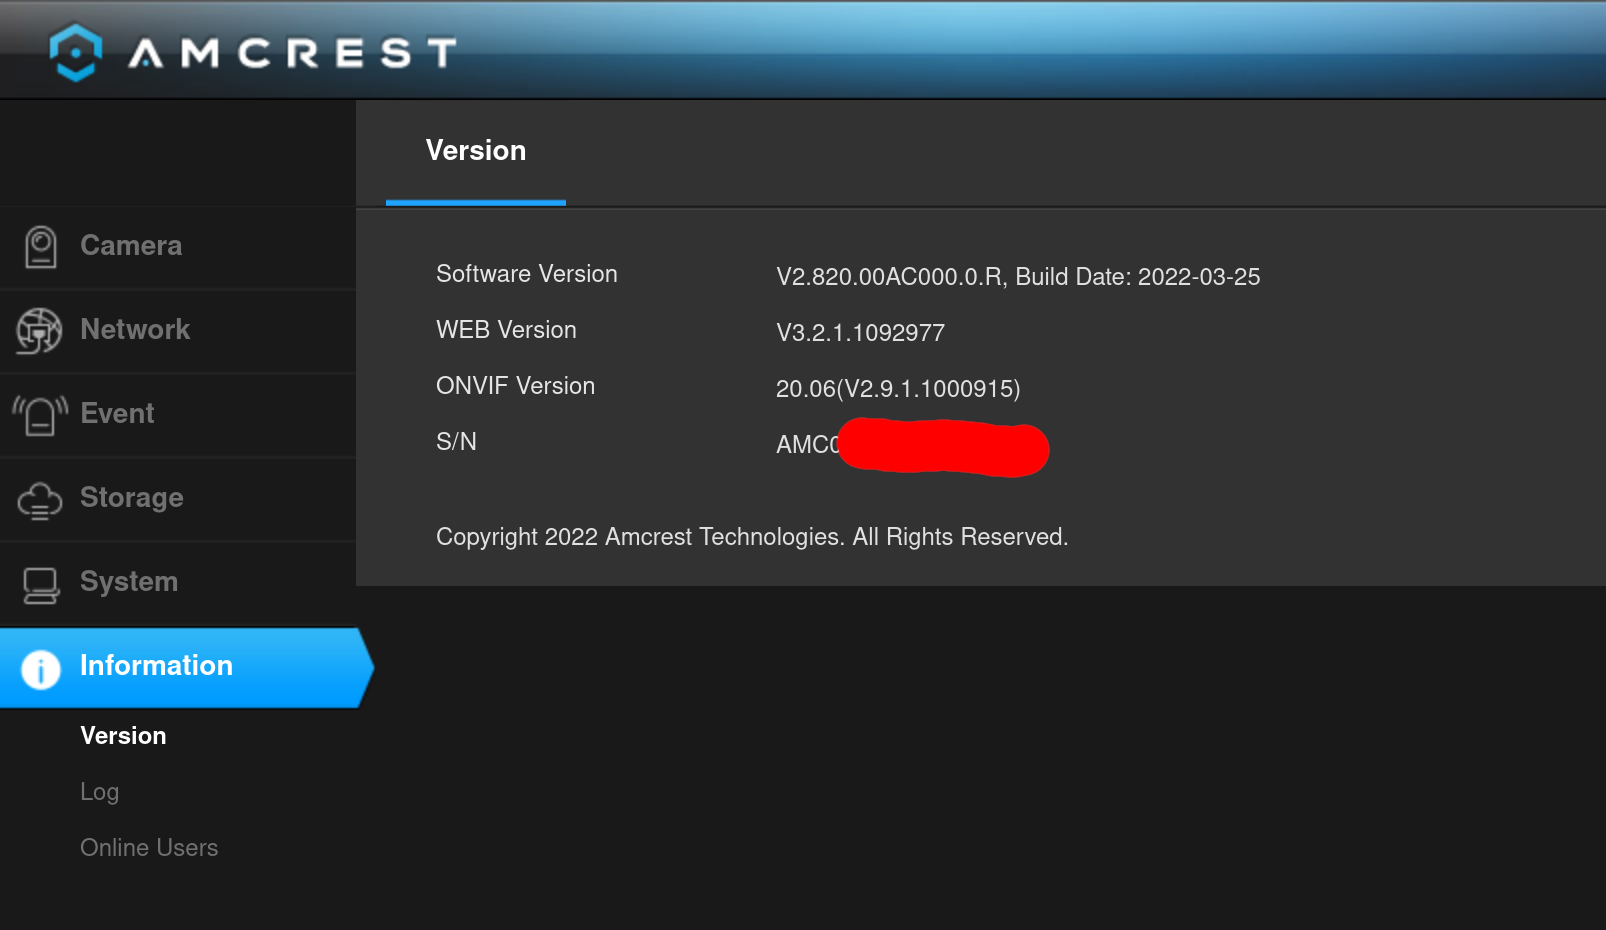 AMCREST
Version
Camera
Network
Event
Storage
System
Information
Version
Log
Online Users
Software Version V2.820.00AC000.0.R, Build Date: 2022-03-25
WEB Version V3.2.1.1092977
ONVIF Version 20.06(V2.9.1.1000915)
S/N AMC0
Copyright 2022 Amcrest Technologies. All Rights Reserved.